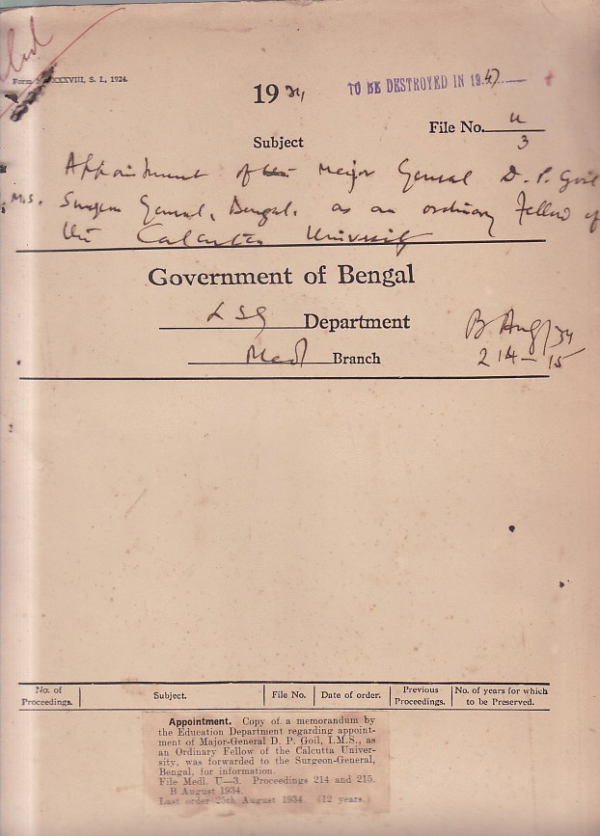 Form XXXVIII, S. L., 1924.
1934
TO BE DESTROYED IN 1947
File No. U
3
Subject
Appointment of Major General D. P. Goil
I.M.S. Surgeon General, Bengal, as an ordinary Fellow of
the Calcutta University
Government of Bengal
LSG Department
B Aug/34
Medl Branch
214-15
No. of Proceedings.
Subject.
File No.
Date of order.
Previous Proceedings.
No. of years for which to be Preserved.
Appointment. Copy of a memorandum by
the Education Department regarding appoint-
ment of Major-General D. P. Goil, I.M.S., as
an Ordinary Fellow of the Calcutta Univer-
sity, was forwarded to the Surgeon-General,
Bengal, for information.
File Medl. U—3. Proceedings 214 and 215.
B August 1934.
Last order 25th August 1934. (12 years.)